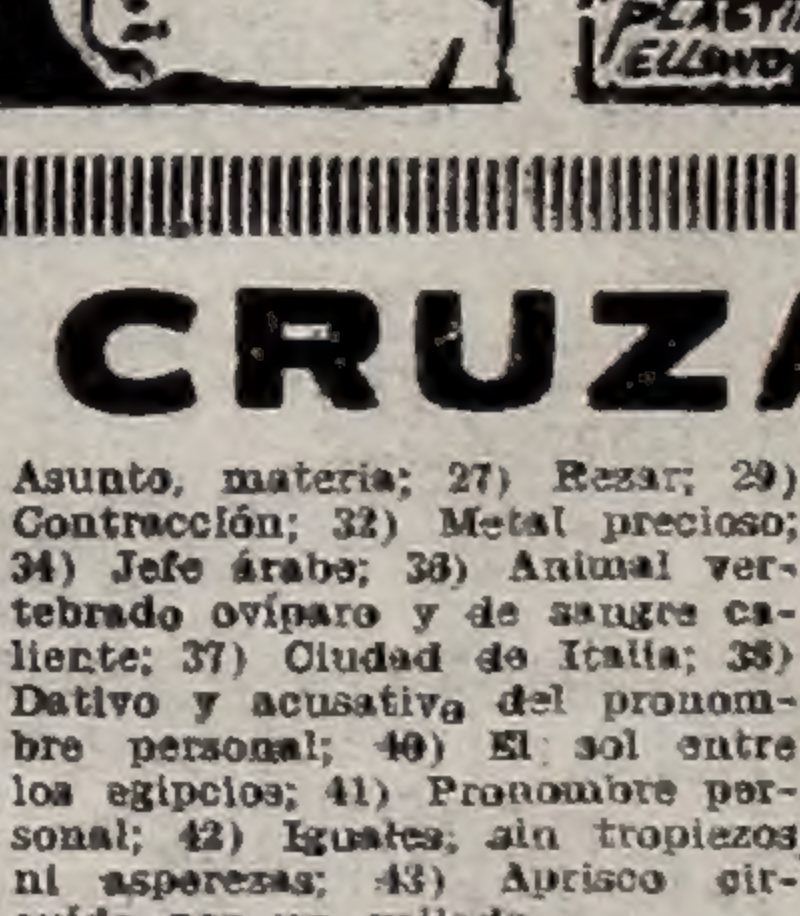 CRUZA
Asunto, materia; 27) Rezar; 29)
Contracción; 32) Metal precioso;
34) Jefe árabe; 36) Animal ver-
tebrado ovíparo y de sangre ca-
liente; 37) Ciudad de Italia; 38)
Dativo y acusativo del pronom-
bre personal; 40) El sol entre
los egipcios; 41) Pronombre per-
sonal; 42) Iguales, sin tropiezos
ni asperezas; 43) Aprisco cir-